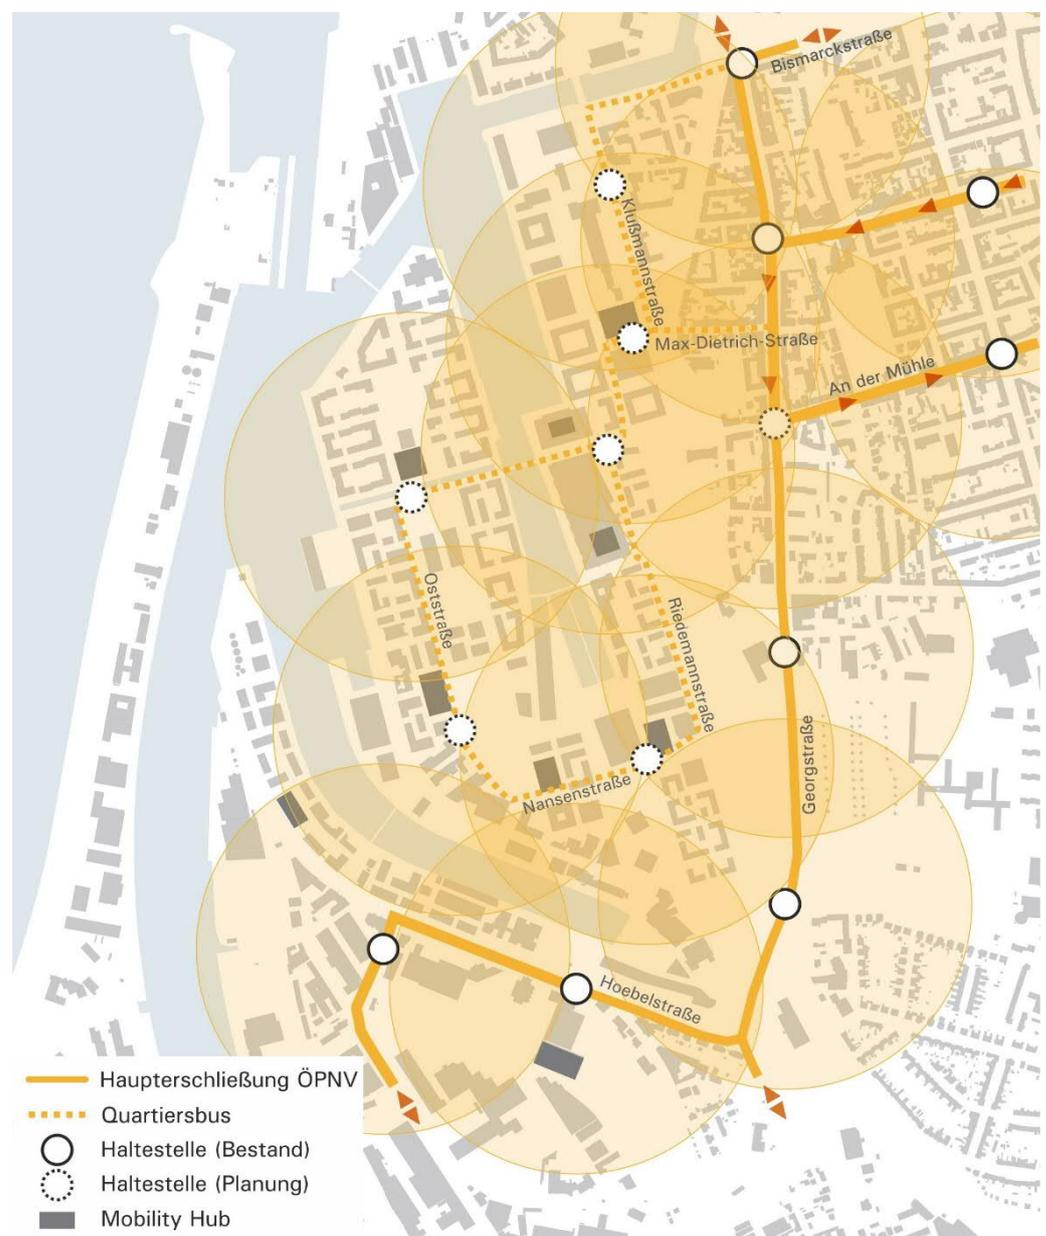 Bismarckstraße
Klußmannstraße
Max-Dietrich-Straße
An der Mühle
Oststraße
Riedemannstraße
Georgstraße
Nansenstraße
Hoebelstraße
Haupterschließung ÖPNV
Quartiersbus
Haltestelle (Bestand)
Haltestelle (Planung)
Mobility Hub